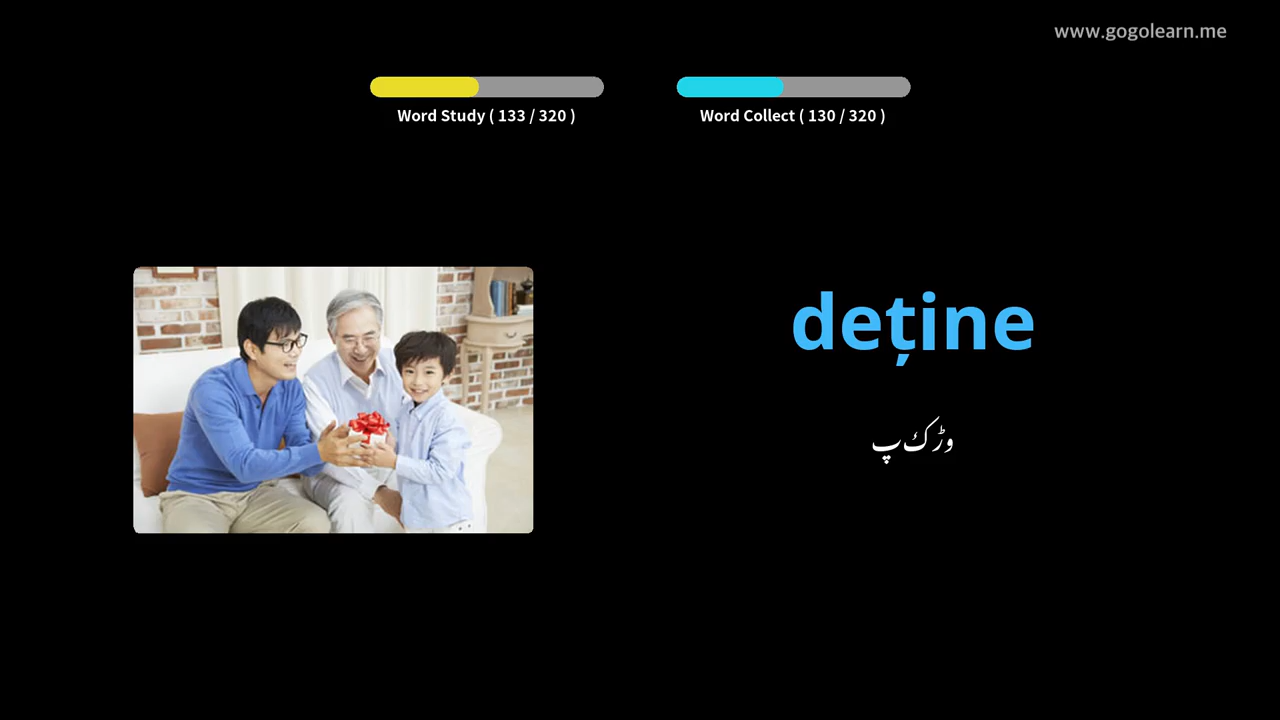 www.gogolearn.me
Word Study ( 133 / 320 )
Word Collect ( 130 / 320 )
deține
وڑک پ